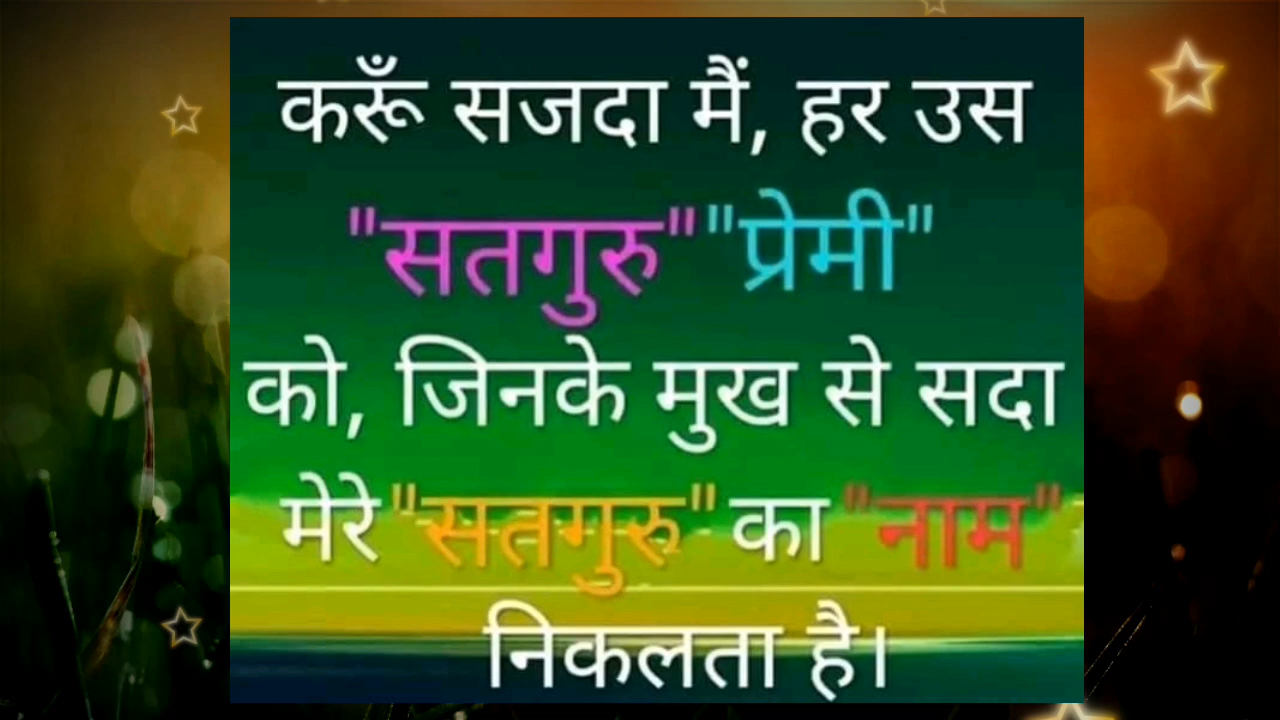 करूँ सजदा मैं, हर उस
"सतगुरु" "प्रेमी"
को, जिनके मुख से सदा
मेरे "सतगुरु" का "नाम"
निकलता है।